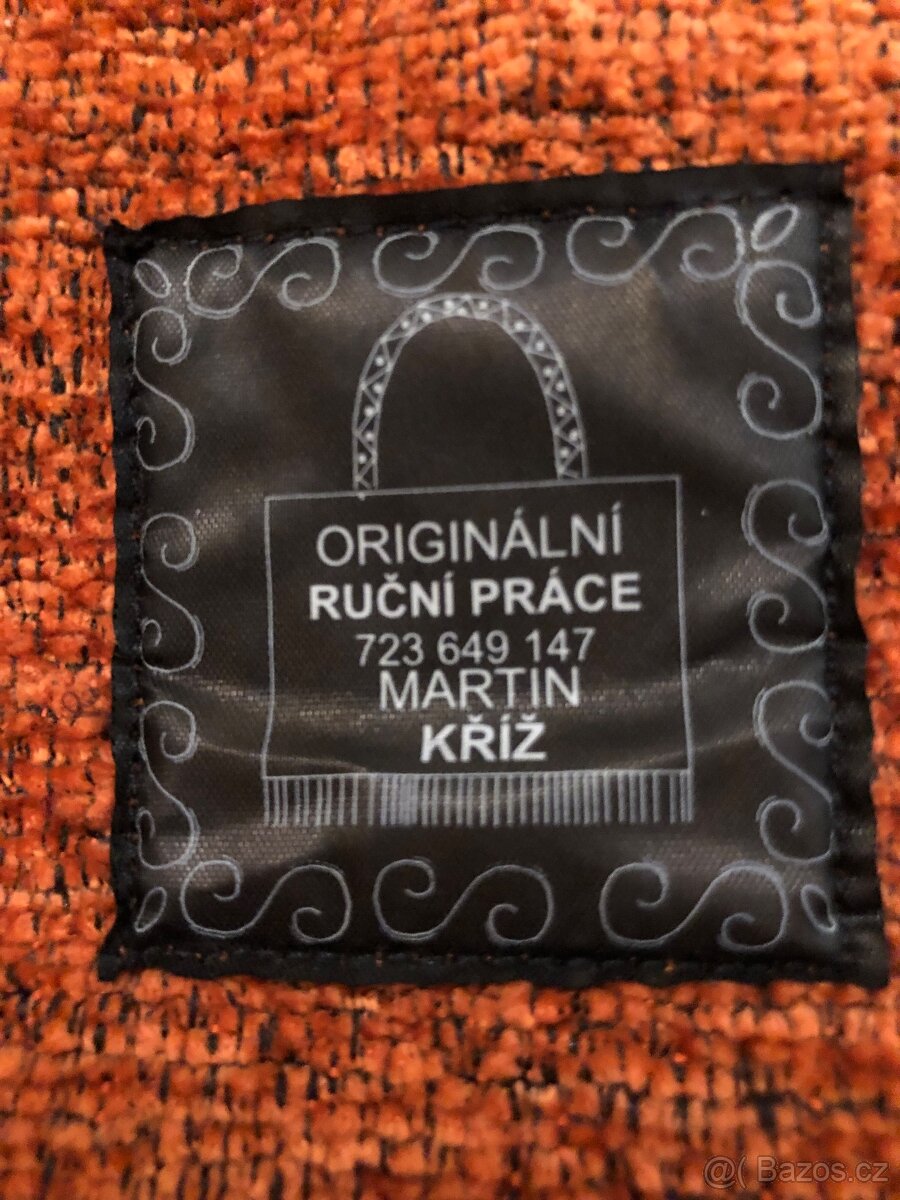 ORIGINÁLNÍ
RUČNÍ PRÁCE
723 649 147
MARTIN
KŘÍŽ
@( Bazos.cz